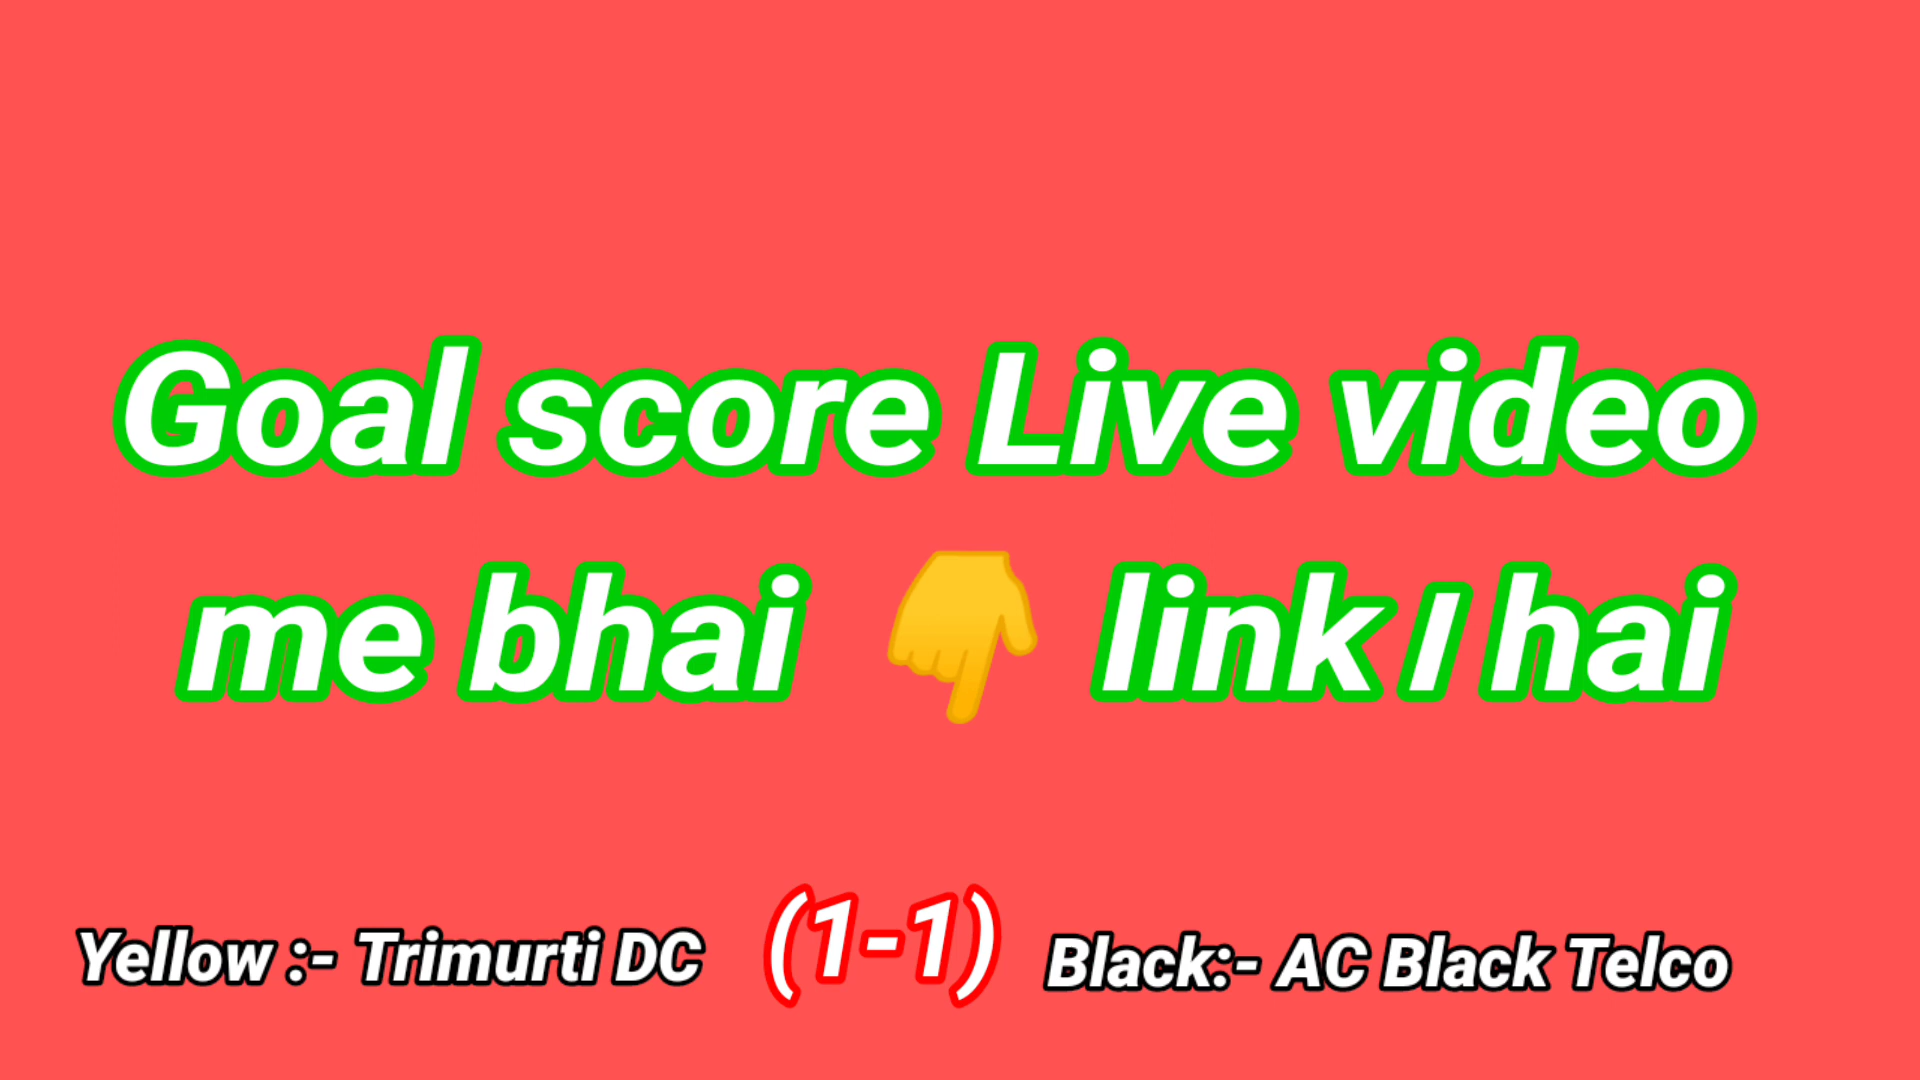 Goal score Live video
me bhai 👇 link I hai
Yellow :- Trimurti DC (1-1) Black:- AC Black Telco